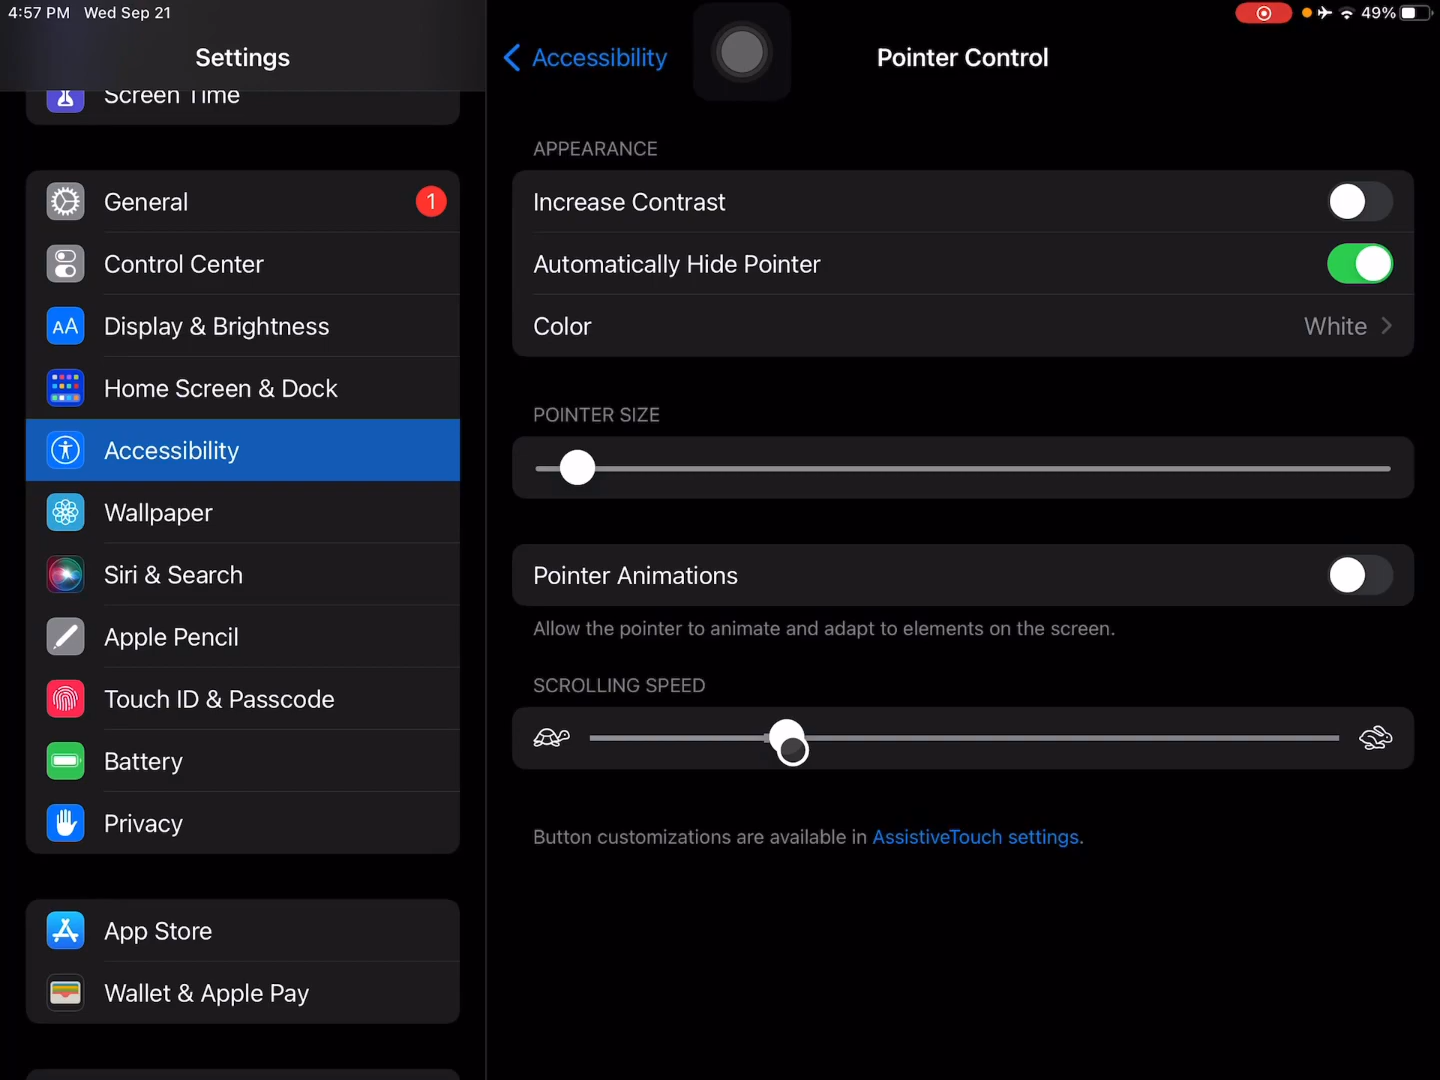 4:57 PM Wed Sep 21
49%
Settings
Accessibility
Pointer Control
Screen Time
General
1
Control Center
AA
Display & Brightness
Home Screen & Dock
Accessibility
Wallpaper
Siri & Search
Apple Pencil
Touch ID & Passcode
Battery
Privacy
App Store
Wallet & Apple Pay
APPEARANCE
Increase Contrast
Automatically Hide Pointer
Color
White
POINTER SIZE
Pointer Animations
Allow the pointer to animate and adapt to elements on the screen.
SCROLLING SPEED
Button customizations are available in AssistiveTouch settings.